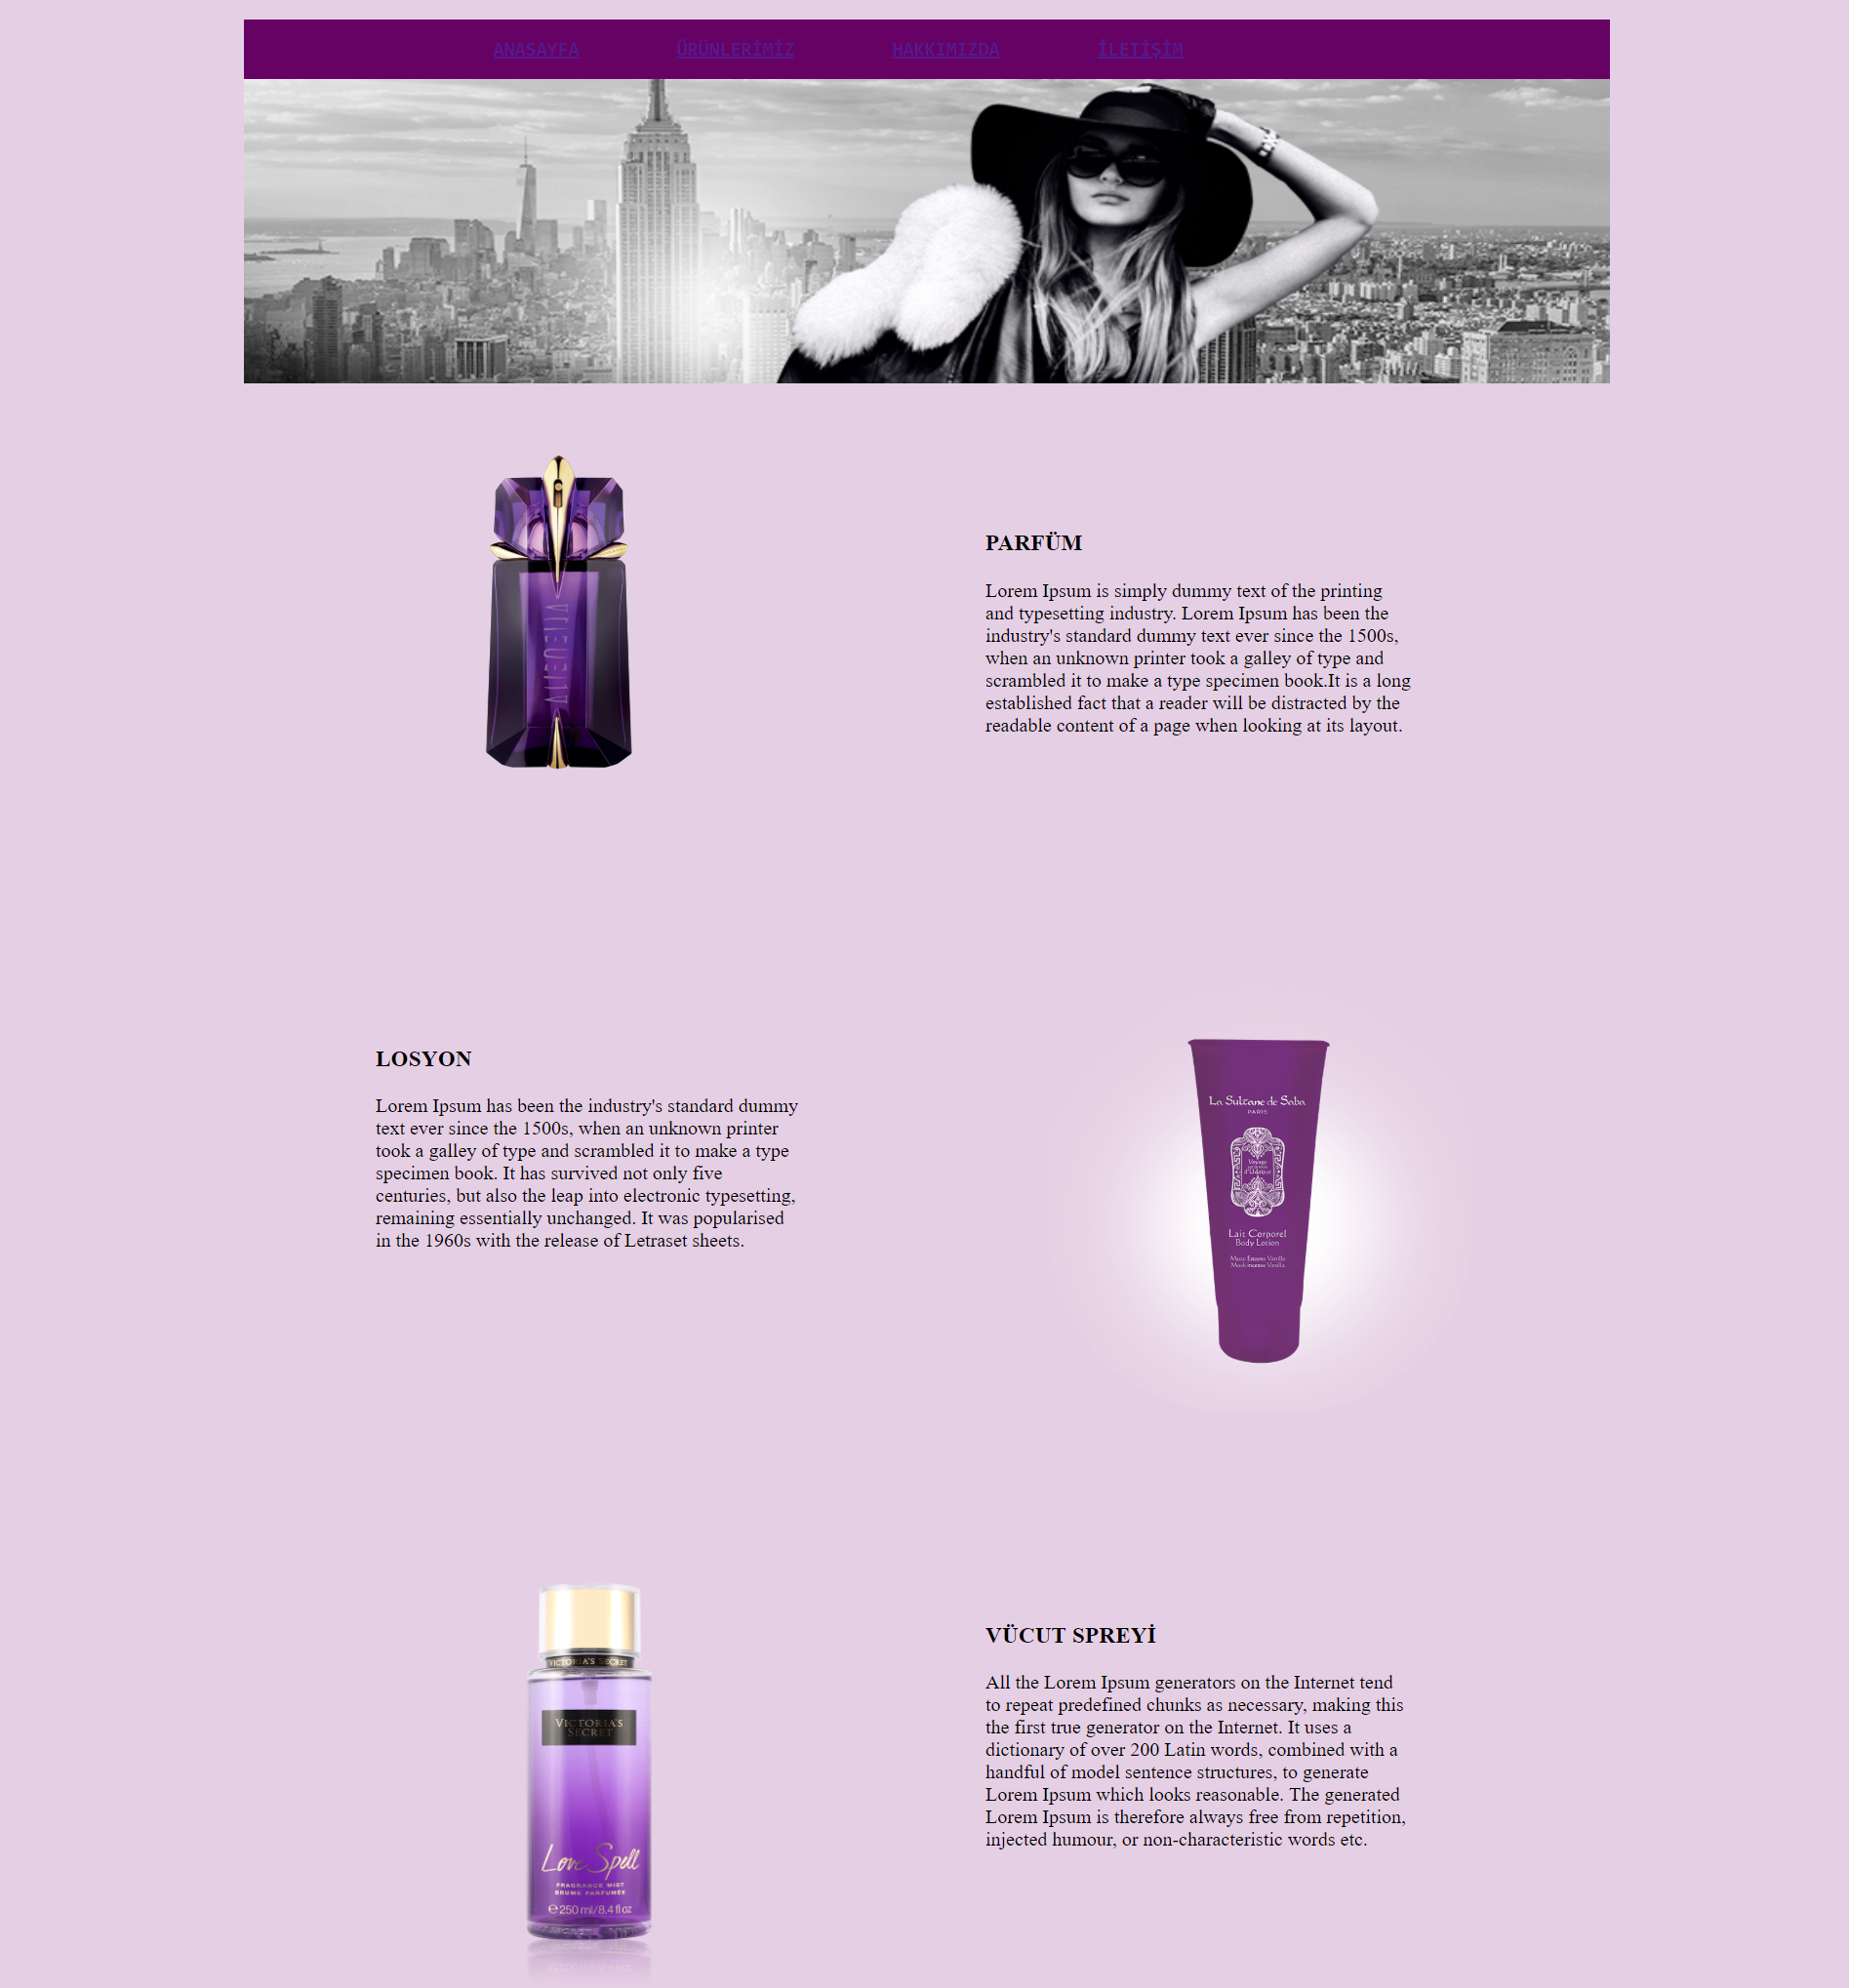 ANASAYFA ÜRÜNLERİMİZ HAKKIMIZDA İLETİŞİM
PARFÜM
Lorem Ipsum is simply dummy text of the printing
and typesetting industry. Lorem Ipsum has been the
industry's standard dummy text ever since the 1500s,
when an unknown printer took a galley of type and
scrambled it to make a type specimen book.It is a long
established fact that a reader will be distracted by the
readable content of a page when looking at its layout.
LOSYON
Lorem Ipsum has been the industry's standard dummy
text ever since the 1500s, when an unknown printer
took a galley of type and scrambled it to make a type
specimen book. It has survived not only five
centuries, but also the leap into electronic typesetting,
remaining essentially unchanged. It was popularised
in the 1960s with the release of Letraset sheets.
La Sultane de Saba
PARIS
Voyage
d'Udaipur
Lait Corporel
Body Lotion
Musc Encens Vanille
Musk incense Vanilla
VICTORIA'S SECRET
VICTORIA'S
SECRET
Love Spell
FRAGRANCE MIST
BRUME PARFUMÉE
e 250 ml/8.4 fl oz
VÜCUT SPREYİ
All the Lorem Ipsum generators on the Internet tend
to repeat predefined chunks as necessary, making this
the first true generator on the Internet. It uses a
dictionary of over 200 Latin words, combined with a
handful of model sentence structures, to generate
Lorem Ipsum which looks reasonable. The generated
Lorem Ipsum is therefore always free from repetition,
injected humour, or non-characteristic words etc.